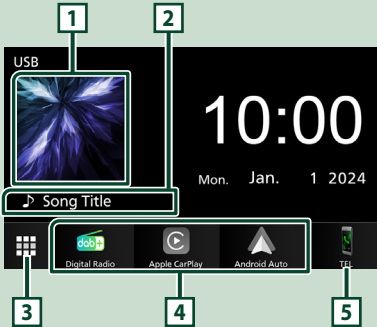 1 2
USB
10:00
Mon. Jan. 1 2024
Song Title
dab+
Digital Radio Apple CarPlay Android Auto TEL
3 4 5